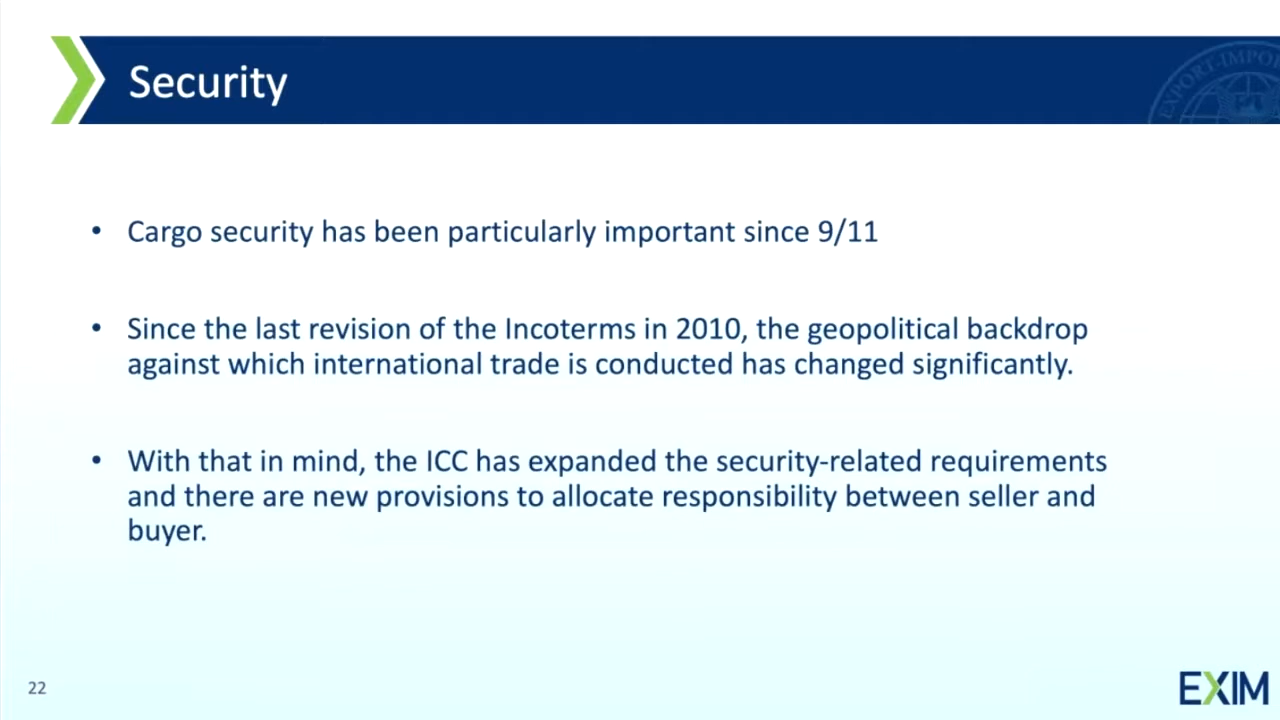 Security
EXPORT-IMPO
• Cargo security has been particularly important since 9/11
• Since the last revision of the Incoterms in 2010, the geopolitical backdrop
against which international trade is conducted has changed significantly.
• With that in mind, the ICC has expanded the security-related requirements
and there are new provisions to allocate responsibility between seller and
buyer.
22
EXIM